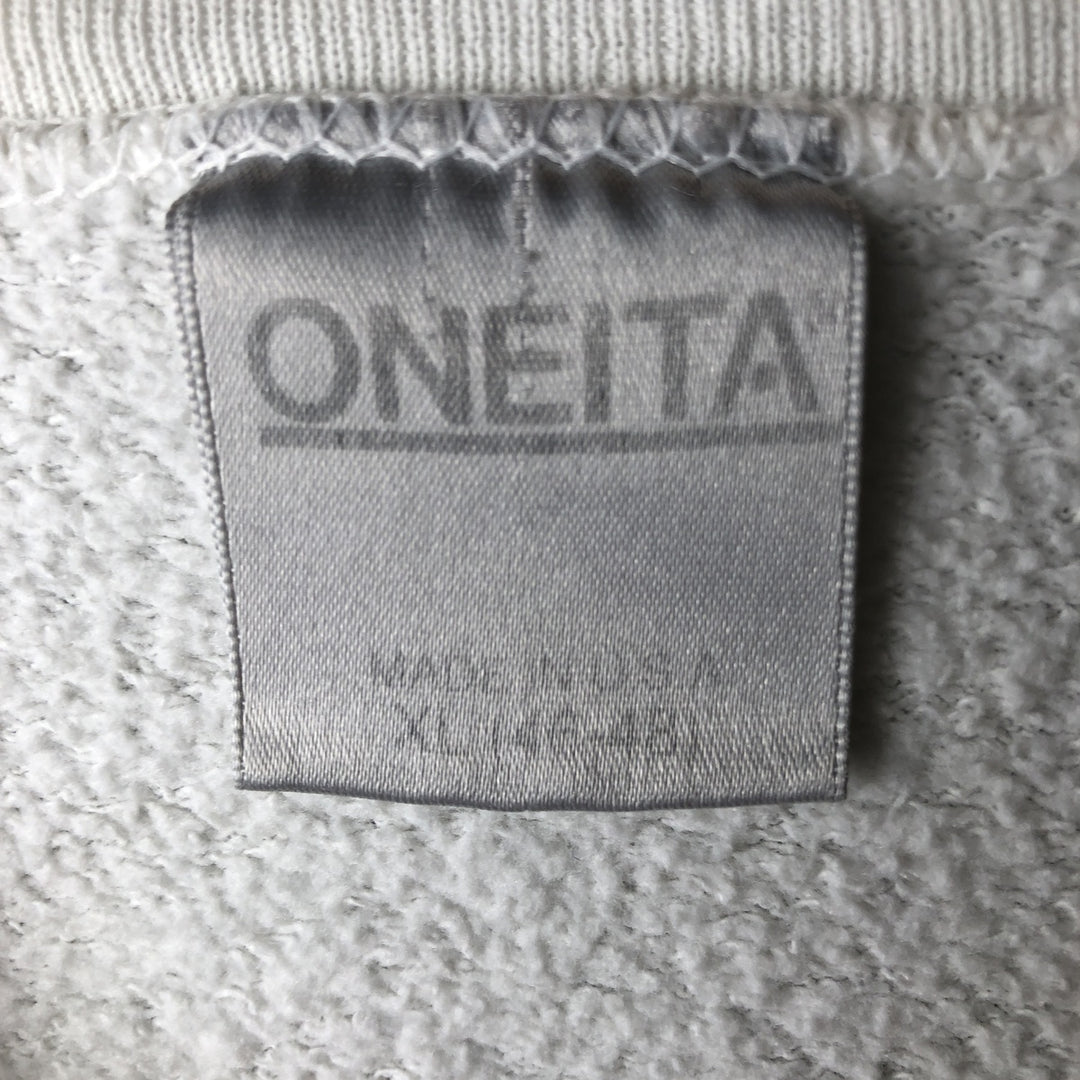 ONEITA
MADE IN U.S.A.
XL (46-48)